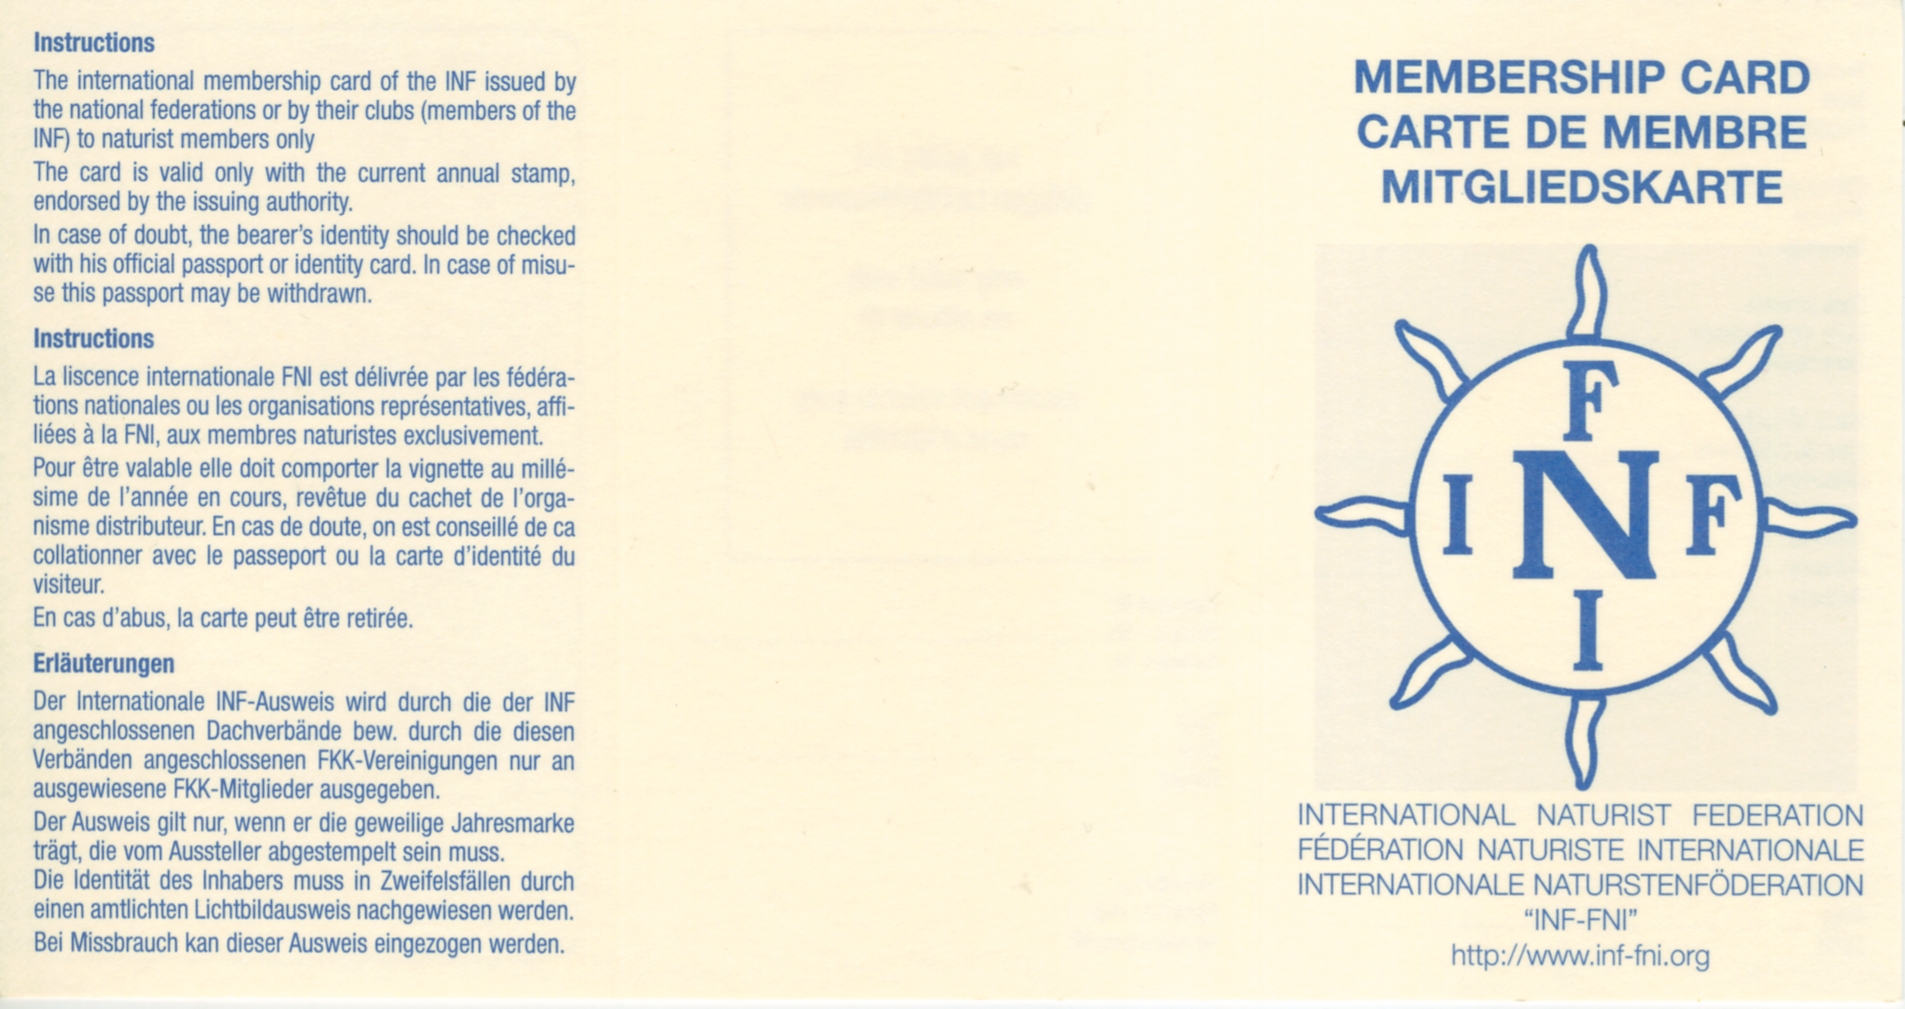 Instructions
The international membership card of the INF issued by
the national federations or by their clubs (members of the
INF) to naturist members only
The card is valid only with the current annual stamp,
endorsed by the issuing authority.
In case of doubt, the bearer's identity should be checked
with his official passport or identity card. In case of misu-
se this passport may be withdrawn.
Instructions
La liscence internationale FNI est délivrée par les fédéra-
tions nationales ou les organisations représentatives, affi-
liées à la FNI, aux membres naturistes exclusivement.
Pour être valable elle doit comporter la vignette au millé-
sime de l'année en cours, revêtue du cachet de l'orga-
nisme distributeur. En cas de doute, on est conseillé de ca
collationner avec le passeport ou la carte d'identité du
visiteur.
En cas d'abus, la carte peut être retirée.
Erläuterungen
Der Internationale INF-Ausweis wird durch die der INF
angeschlossenen Dachverbände bew. durch die diesen
Verbänden angeschlossenen FKK-Vereinigungen nur an
ausgewiesene FKK-Mitglieder ausgegeben.
Der Ausweis gilt nur, wenn er die geweilige Jahresmarke
trägt, die vom Aussteller abgestempelt sein muss.
Die Identität des Inhabers muss in Zweifelsfällen durch
einen amtlichten Lichtbildausweis nachgewiesen werden.
Bei Missbrauch kan dieser Ausweis eingezogen werden.
MEMBERSHIP CARD
CARTE DE MEMBRE
MITGLIEDSKARTE
F
I N F
I
INTERNATIONAL NATURIST FEDERATION
FÉDÉRATION NATURISTE INTERNATIONALE
INTERNATIONALE NATURSTENFÖDERATION
“INF-FNI”
http://www.inf-fni.org